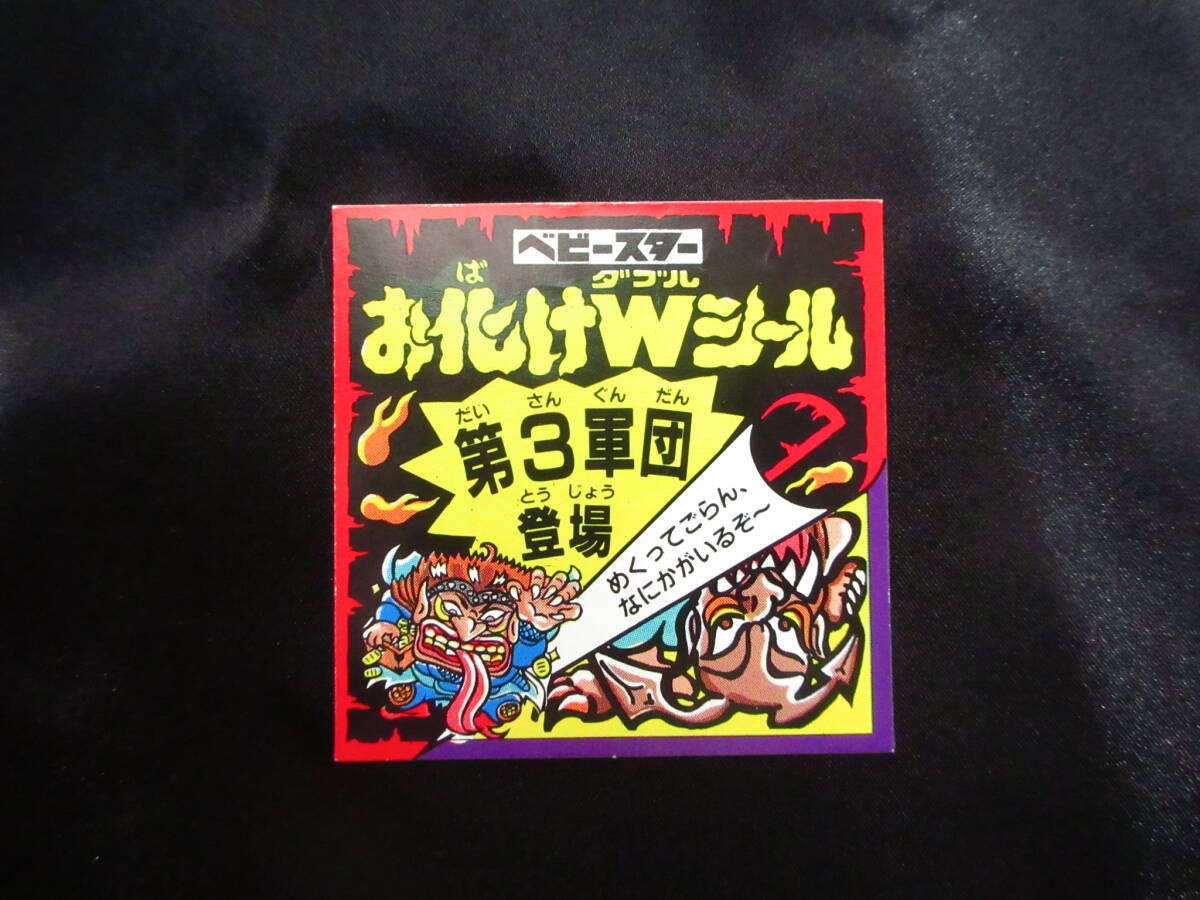 ベビースター
ば ダブル
お化けWシール
だい さん ぐん だん
第3軍団
とう じょう
登場
めくってごらん、
なにかがいるぞ〜